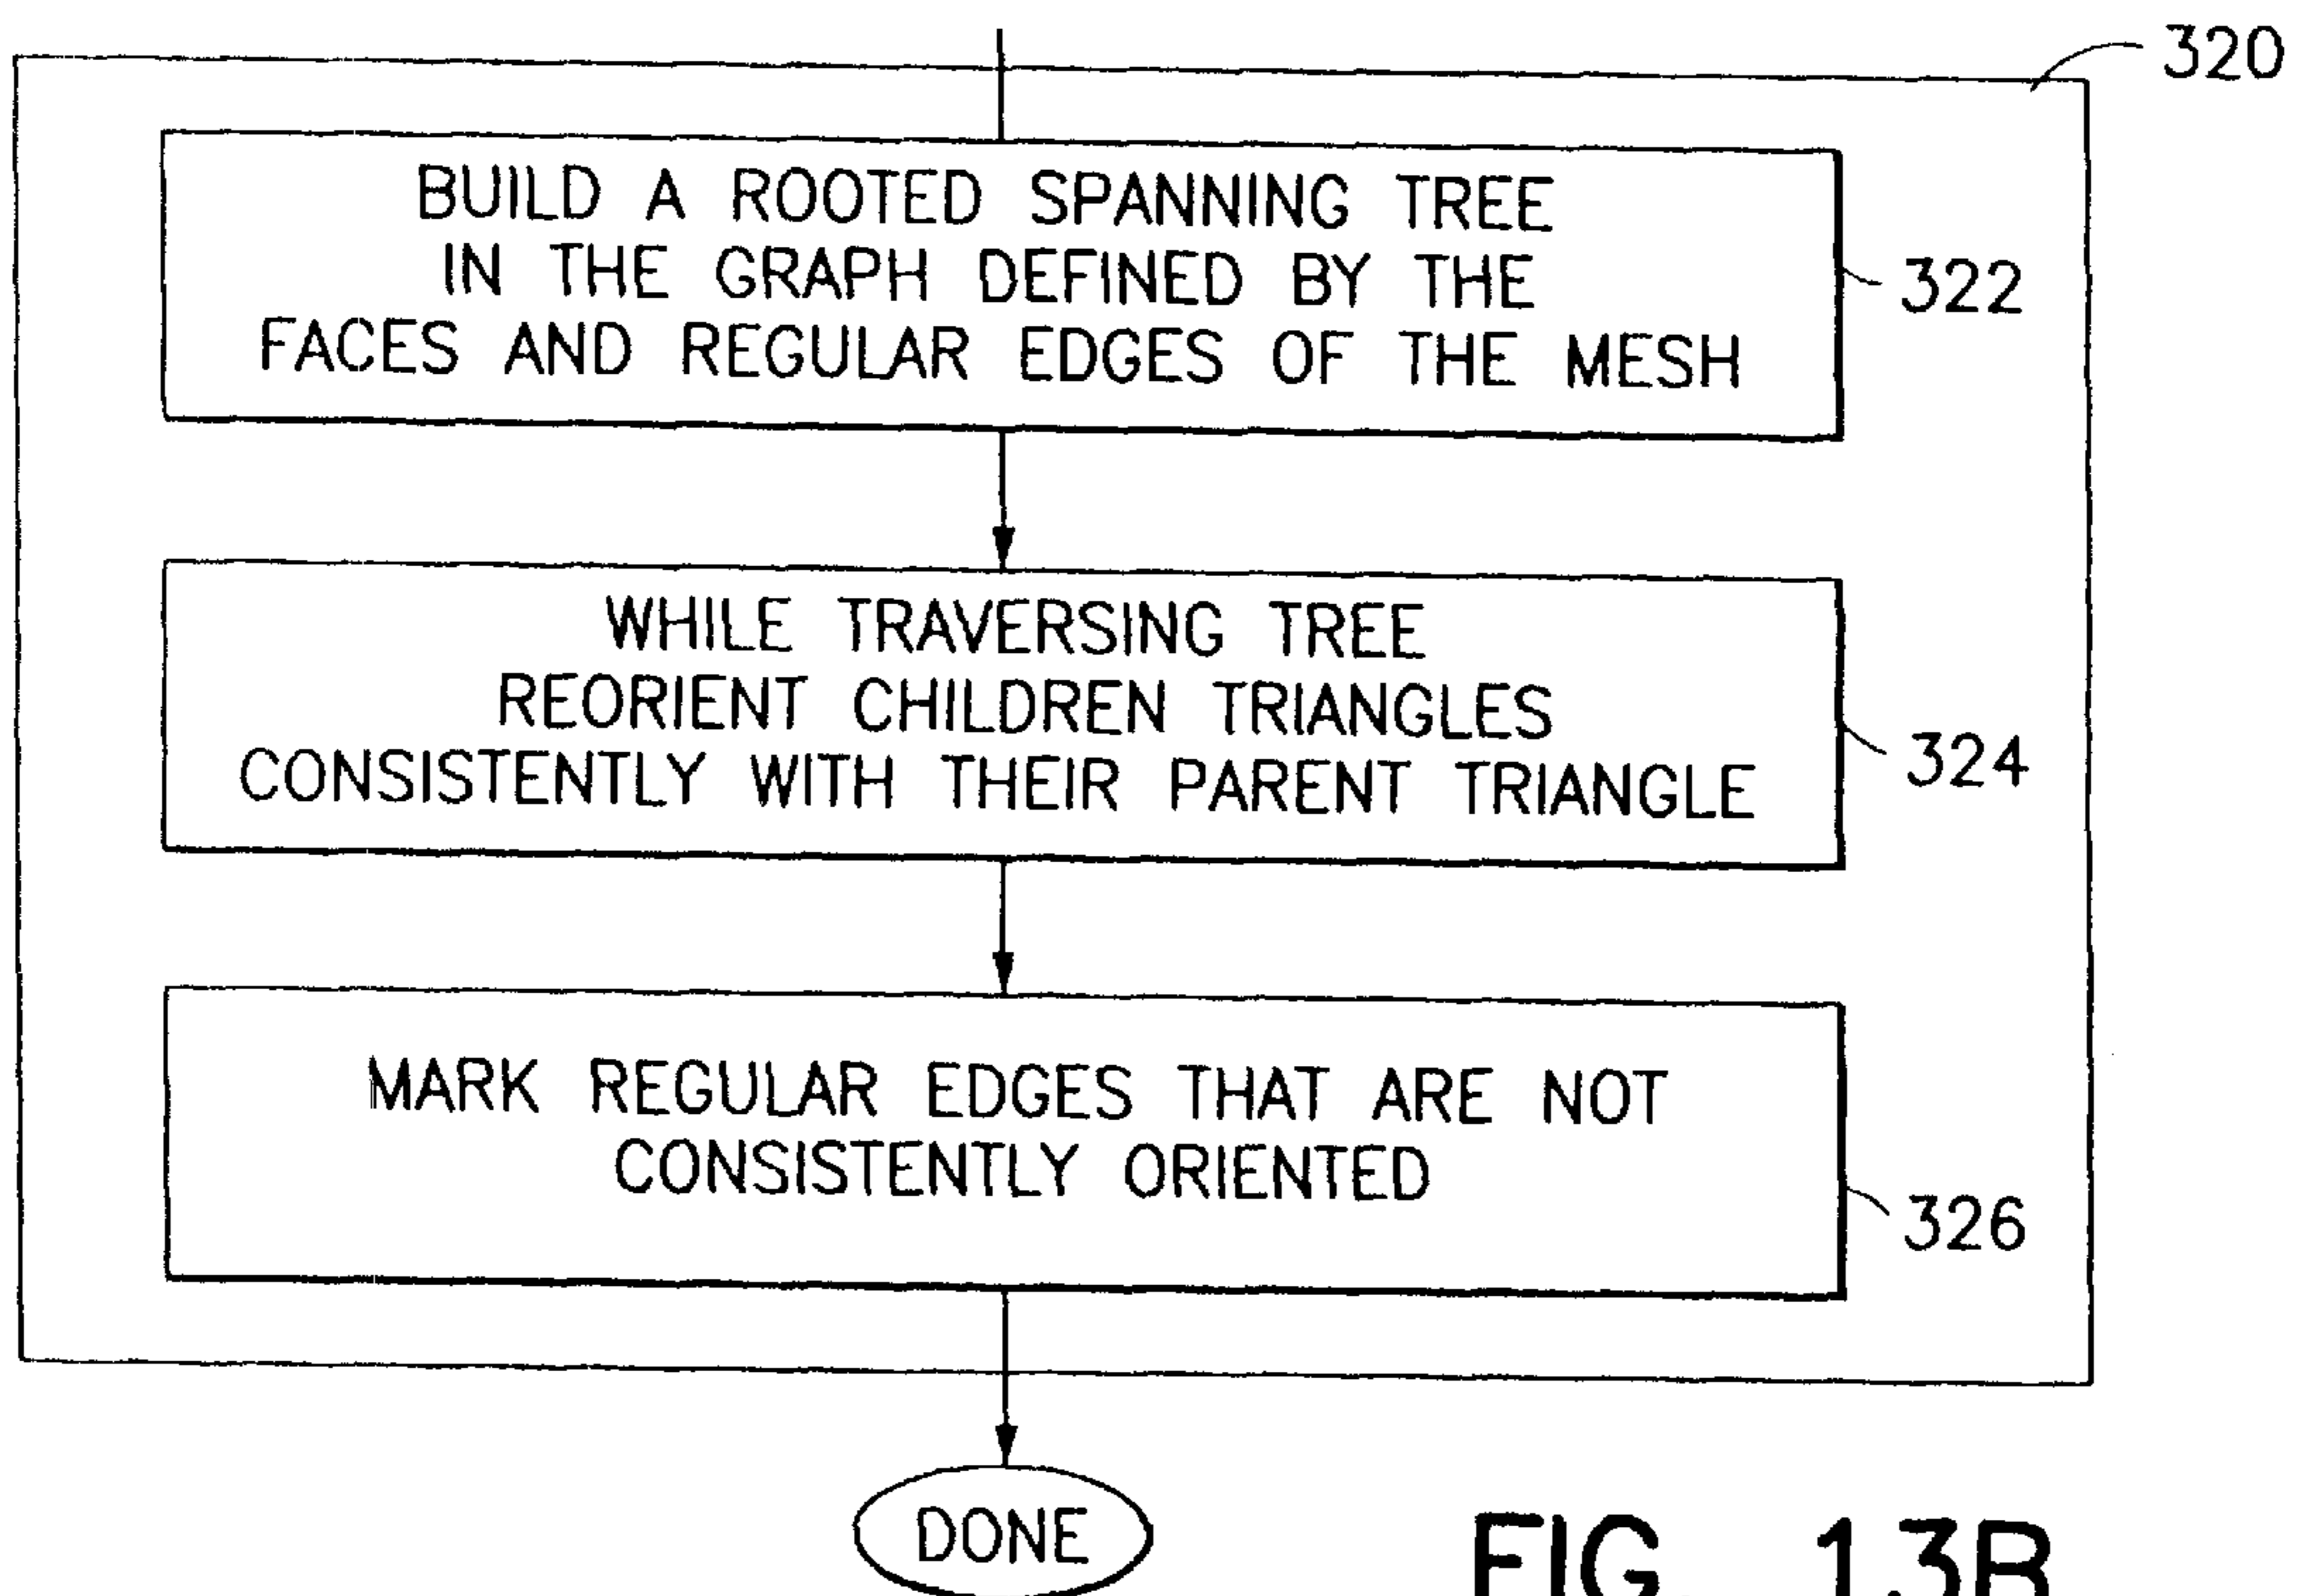 320
BUILD A ROOTED SPANNING TREE
IN THE GRAPH DEFINED BY THE
FACES AND REGULAR EDGES OF THE MESH
322
WHILE TRAVERSING TREE
REORIENT CHILDREN TRIANGLES
CONSISTENTLY WITH THEIR PARENT TRIANGLE
324
MARK REGULAR EDGES THAT ARE NOT
CONSISTENTLY ORIENTED
326
DONE
FIG. 13B